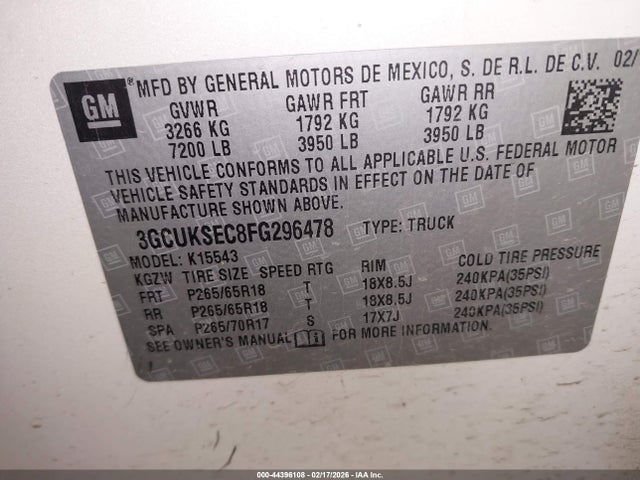 GM
® MFD BY GENERAL MOTORS DE MEXICO, S. DE R.L. DE C.V. 02/
GVWR GAWR FRT GAWR RR
3266 KG 1792 KG 1792 KG
7200 LB 3950 LB 3950 LB
THIS VEHICLE CONFORMS TO ALL APPLICABLE U.S. FEDERAL MOTOR
VEHICLE SAFETY STANDARDS IN EFFECT ON THE DATE OF
MANUFACTURE SHOWN ABOVE.
3GCUKSEC8FG296478 TYPE: TRUCK
MODEL: K15543
KGZW TIRE SIZE SPEED RTG RIM COLD TIRE PRESSURE
FRT P265/65R18 T 18X8.5J 240KPA(35PSI)
RR P265/65R18 T 18X8.5J 240KPA(35PSI)
SPA P265/70R17 S 17X7J 240KPA(35PSI)
SEE OWNER'S MANUAL FOR MORE INFORMATION.
000-44396108 - 02/17/2026 - IAA Inc.